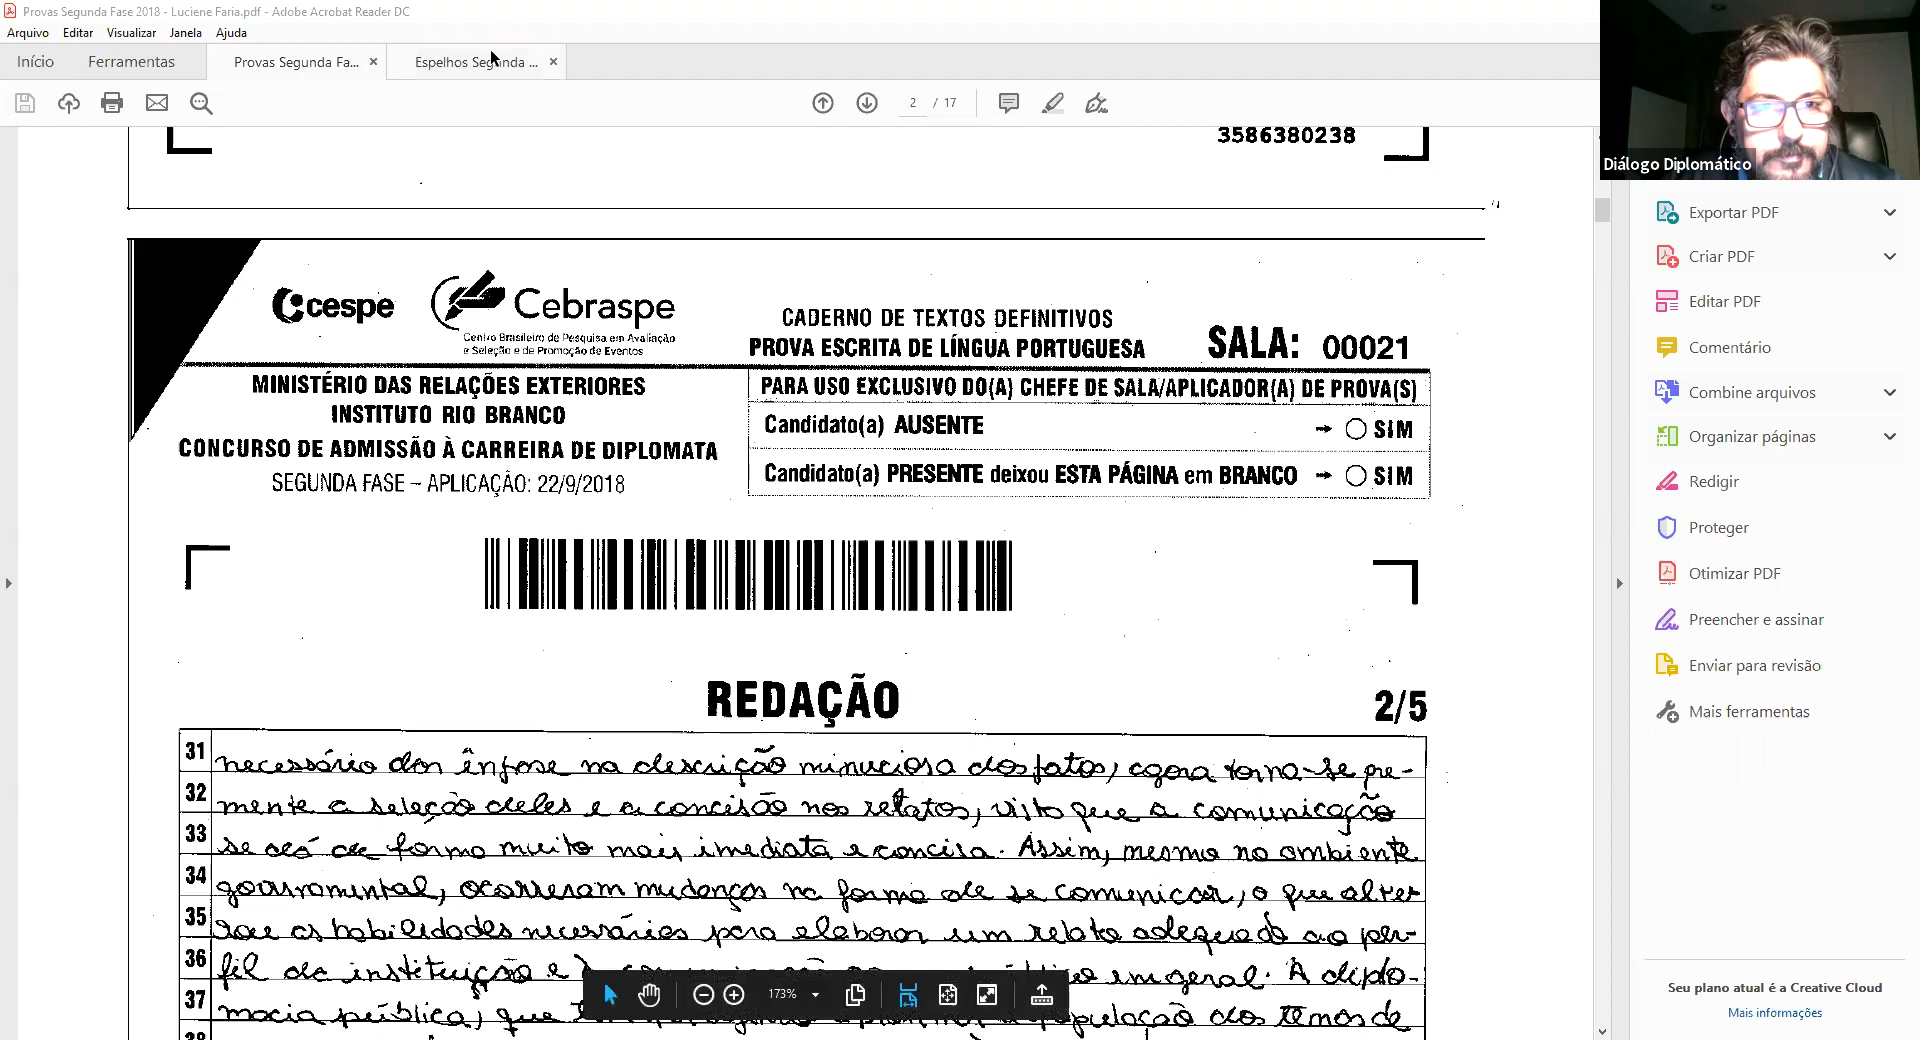 Provas Segunda Fase 2018 - Luciene Faria.pdf - Adobe Acrobat Reader DC
Arquivo Editar Visualizar Janela Ajuda
Início Ferramentas Provas Segunda Fa... × Espelhos Segunda ... ×
2 / 17
3586380238
Diálogo Diplomático
cespe Cebraspe
Centro Brasileiro de Pesquisa em Avaliação
e Seleção e de Promoção de Eventos
CADERNO DE TEXTOS DEFINITIVOS
PROVA ESCRITA DE LÍNGUA PORTUGUESA
SALA: 00021
MINISTÉRIO DAS RELAÇÕES EXTERIORES
INSTITUTO RIO BRANCO
CONCURSO DE ADMISSÃO À CARREIRA DE DIPLOMATA
SEGUNDA FASE – APLICAÇÃO: 22/9/2018
PARA USO EXCLUSIVO DO(A) CHEFE DE SALA/APLICADOR(A) DE PROVA(S)
Candidato(a) AUSENTE → SIM
Candidato(a) PRESENTE deixou ESTA PÁGINA em BRANCO → SIM
REDAÇÃO
2/5
31 necessário dar ênfase na descrição minuciosa dos fatos, agora torna-se pre-
32 mente a seleção deles e a concisão nos relatos, visto que a comunicação
33 se dá de forma muito mais imediata e concisa. Assim, mesmo no ambiente
34 governamental, ocorreram mudanças na forma de se comunicar, o que alter
35 rou as habilidades necessárias para elaborar um relato adequado ao per-
36 fil da instituição e em geral. A diplo-
37 macia pública, que a população dos temas de
38
173%
Exportar PDF
Criar PDF
Editar PDF
Comentário
Combine arquivos
Organizar páginas
Redigir
Proteger
Otimizar PDF
Preencher e assinar
Enviar para revisão
Mais ferramentas
Seu plano atual é a Creative Cloud
Mais informações